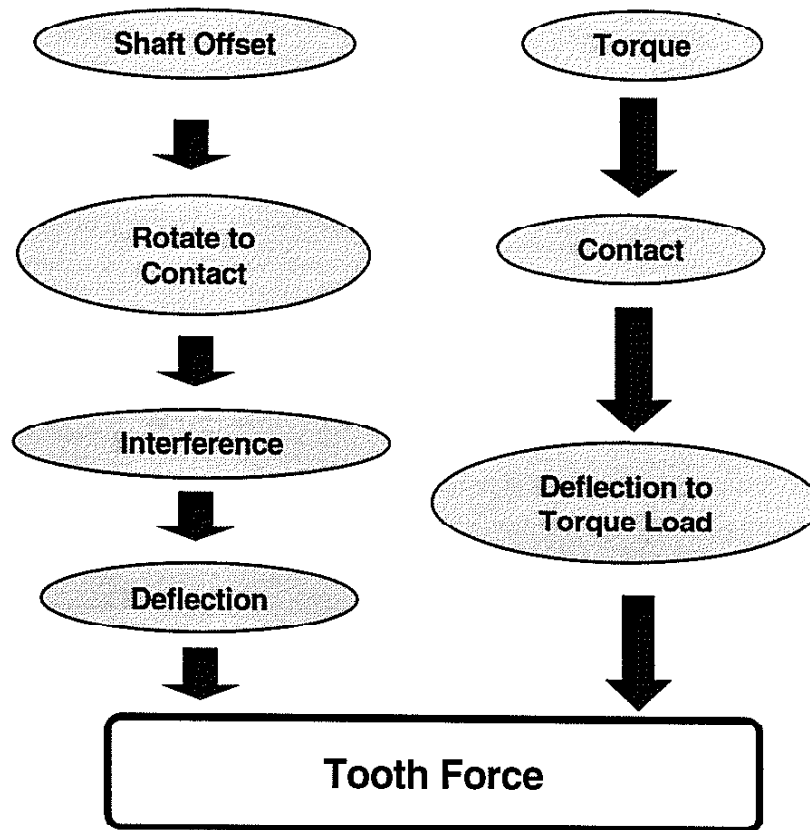 Shaft Offset
Torque
Rotate to
Contact
Contact
Interference
Deflection to
Torque Load
Deflection
Tooth Force